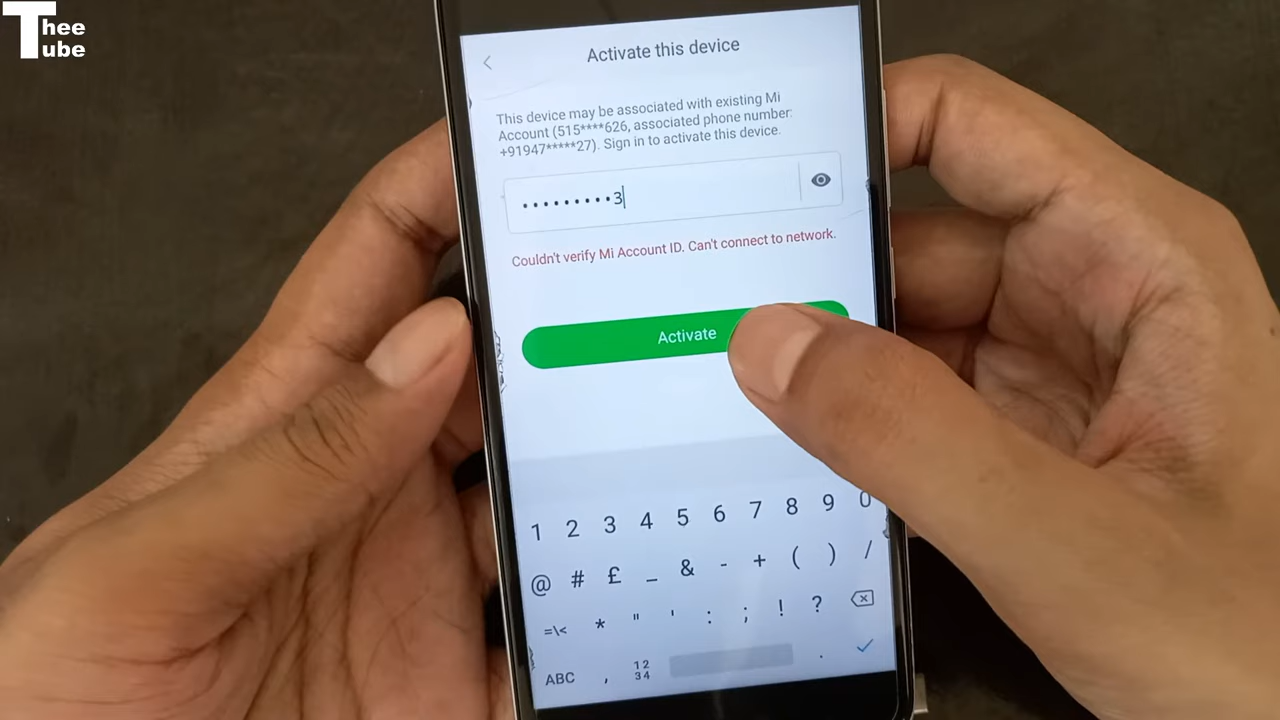 Thee
Tube
Activate this device
This device may be associated with existing Mi
Account (515****626, associated phone number:
+91947*****27). Sign in to activate this device.
•••••••••3
Couldn't verify Mi Account ID. Can't connect to network.
Activate
1 2 3 4 5 6 7 8 9 0
@ # £ _ & - + ( ) /
=\< * " ' : ; ! ?
ABC , 12 .
34